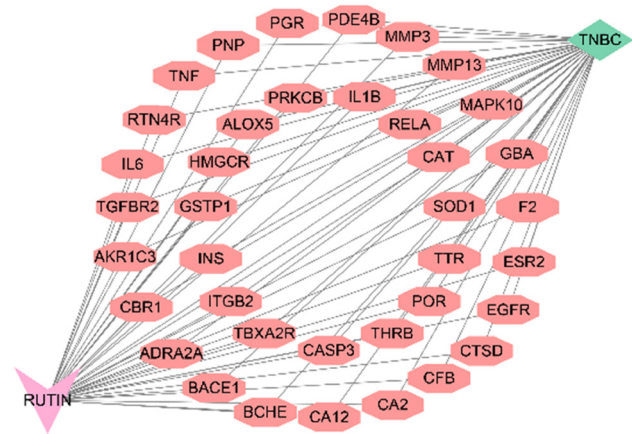 PDE4B
PGR
MMP3
TNBC
PNP
MMP13
TNF
PRKCB
IL1B
MAPK10
RTN4R
ALOX5
RELA
IL6
HMGCR
CAT
GBA
TGFBR2
GSTP1
SOD1
F2
AKR1C3
INS
TTR
ESR2
CBR1
ITGB2
POR
EGFR
TBXA2R
THRB
ADRA2A
CASP3
CTSD
BACE1
CFB
RUTIN
BCHE
CA12
CA2